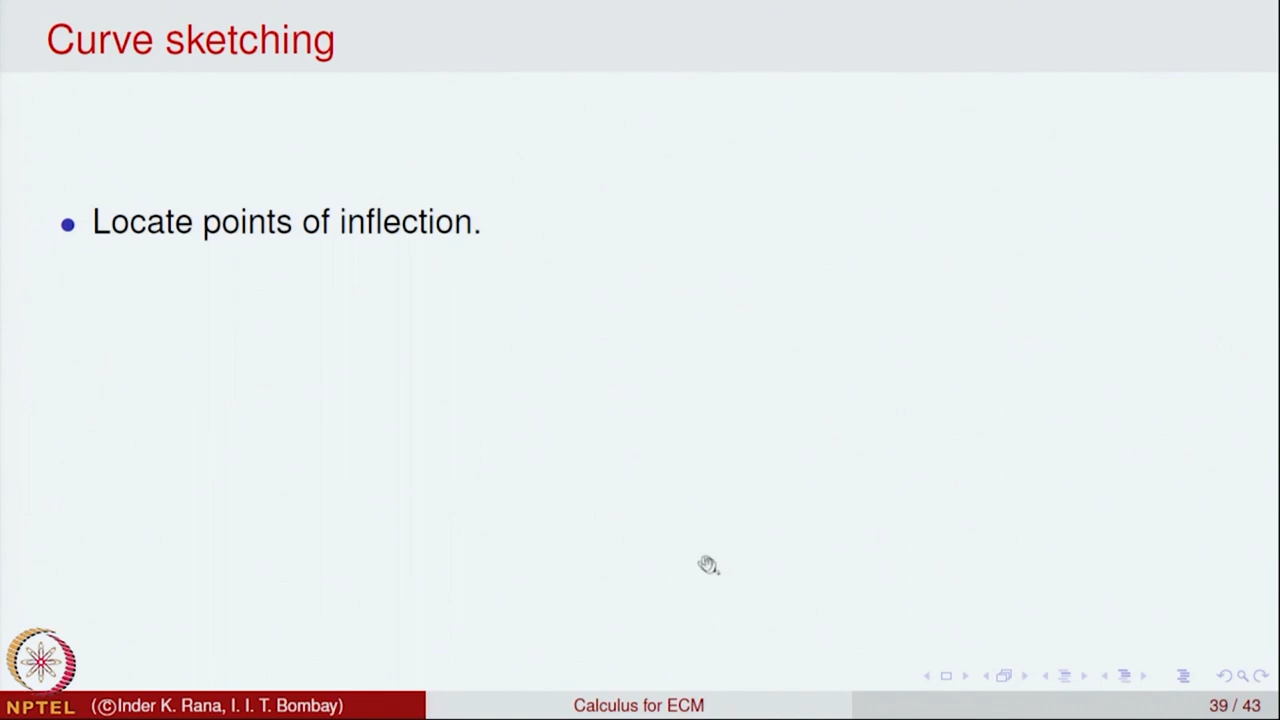 Curve sketching
Locate points of inflection.
NPTEL
(©Inder K. Rana, I. I. T. Bombay)
Calculus for ECM
39 / 43